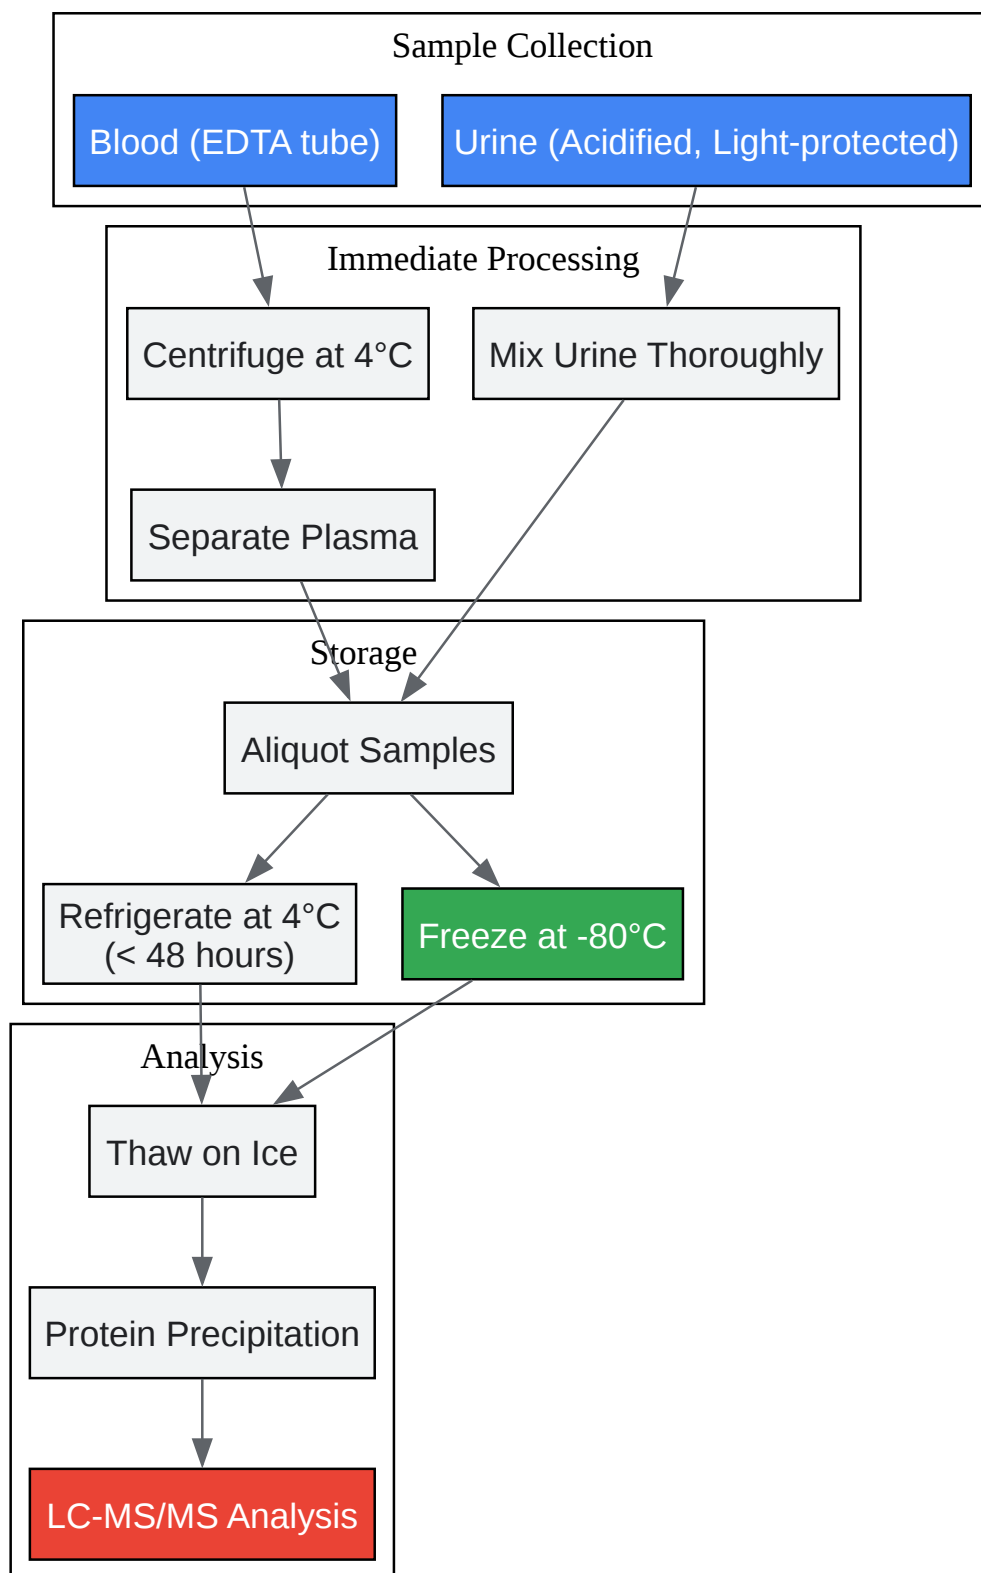 Sample Collection
Blood (EDTA tube)
Urine (Acidified, Light-protected)
Immediate Processing
Centrifuge at 4°C
Mix Urine Thoroughly
Separate Plasma
Storage
Aliquot Samples
Refrigerate at 4°C
(< 48 hours)
Freeze at -80°C
Analysis
Thaw on Ice
Protein Precipitation
LC-MS/MS Analysis